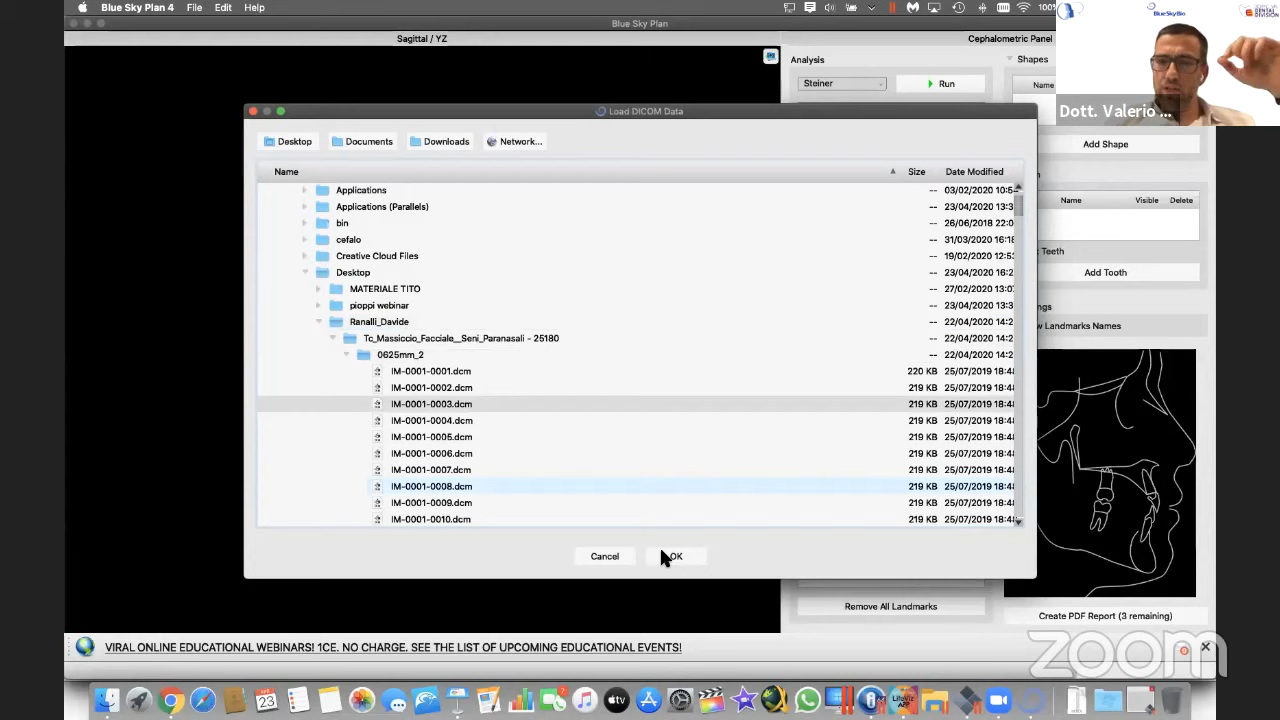 Blue Sky Plan 4 File Edit Help
100%
Blue Sky Plan
Sagittal / YZ
Cephalometric Panel
BlueSkyBio
DENTAL DIVISION
Analysis
Shapes
Steiner
Run
Name
Dott. Valerio ...
Load DICOM Data
Desktop Documents Downloads Network...
Add Shape
Name Size Date Modified
Name Visible Delete
Applications -- 03/02/2020 10:5
Applications (Parallels) -- 23/04/2020 13:3
bin -- 26/06/2018 22:0
cefalo -- 31/03/2020 16:18
Teeth
Creative Cloud Files -- 19/02/2020 12:5
Desktop -- 23/04/2020 16:2
Add Tooth
MATERIALE TITO -- 27/02/2020 13:0
pioppi webinar -- 23/04/2020 13:3
ngs
Ranalli_Davide -- 22/04/2020 14:2
w Landmarks Names
Tc_Massiccio_Facciale__Seni_Paranasali - 25180 -- 22/04/2020 14:2
0625mm_2 -- 22/04/2020 14:2
IM-0001-0001.dcm 220 KB 25/07/2019 18:4
IM-0001-0002.dcm 219 KB 25/07/2019 18:4
IM-0001-0003.dcm 219 KB 25/07/2019 18:4
IM-0001-0004.dcm 219 KB 25/07/2019 18:4
IM-0001-0005.dcm 219 KB 25/07/2019 18:4
IM-0001-0006.dcm 219 KB 25/07/2019 18:4
IM-0001-0007.dcm 219 KB 25/07/2019 18:4
IM-0001-0008.dcm 219 KB 25/07/2019 18:4
IM-0001-0009.dcm 219 KB 25/07/2019 18:4
IM-0001-0010.dcm 219 KB 25/07/2019 18:4
Cancel OK
Remove All Landmarks
Create PDF Report (3 remaining)
VIRAL ONLINE EDUCATIONAL WEBINARS! 1CE. NO CHARGE. SEE THE LIST OF UPCOMING EDUCATIONAL EVENTS!
zoom
23
tv